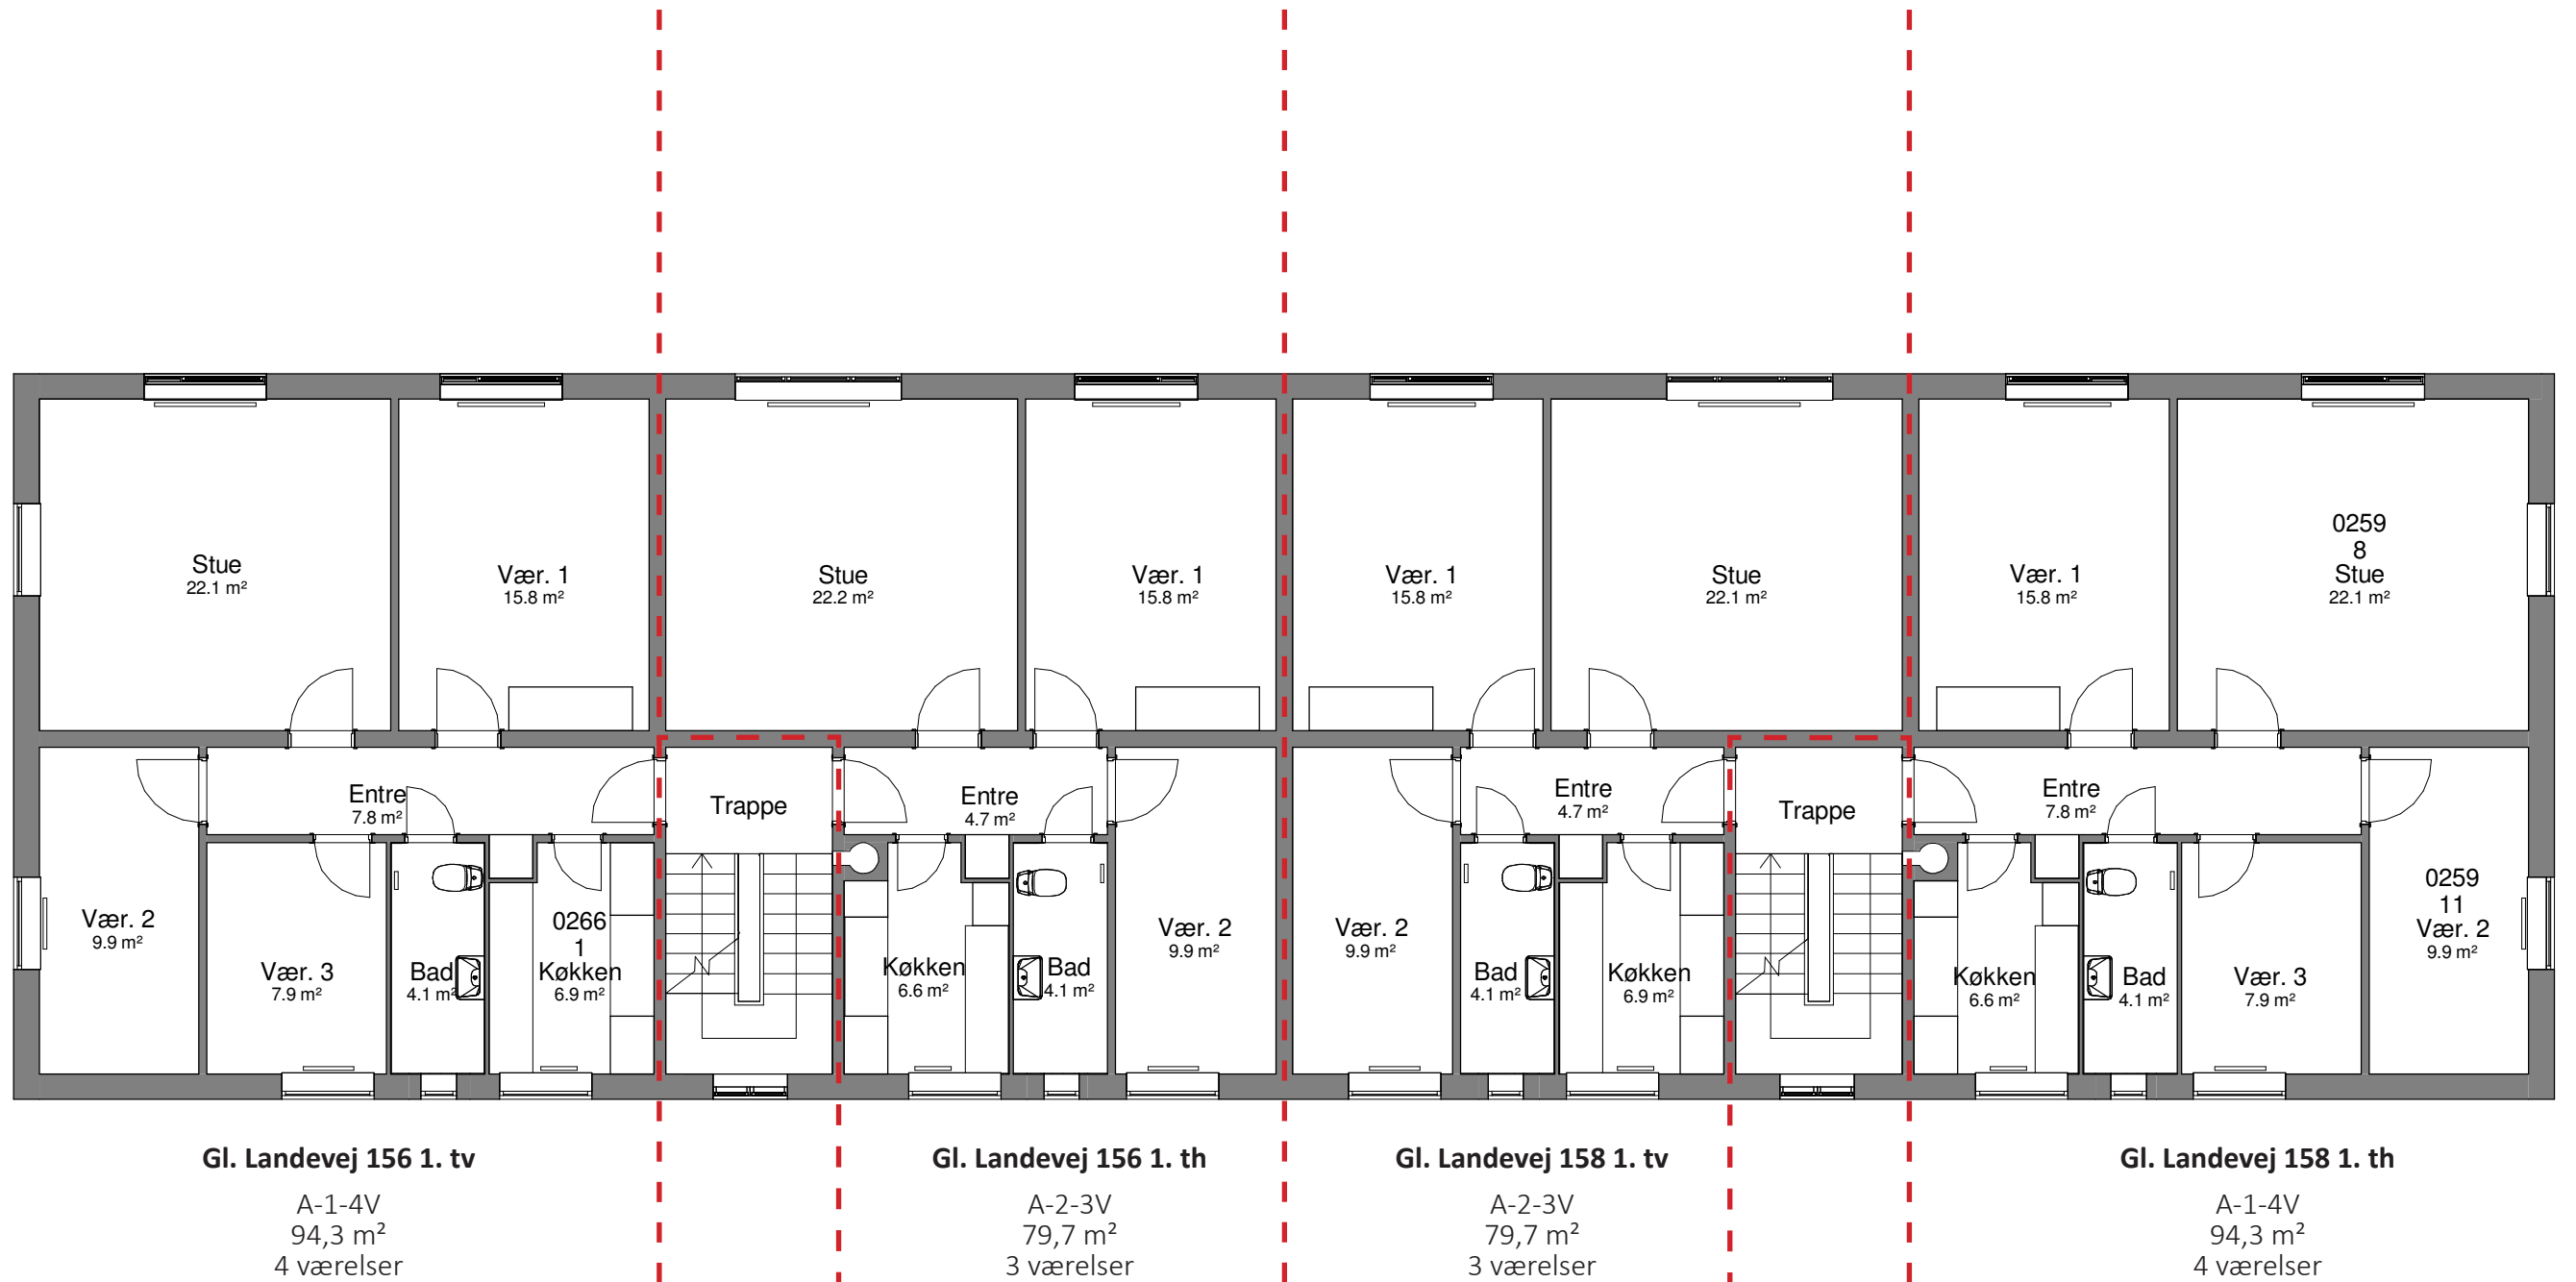 Stue
22.1 m²
Vær. 1
15.8 m²
Stue
22.2 m²
Vær. 1
15.8 m²
Vær. 1
15.8 m²
Stue
22.1 m²
Vær. 1
15.8 m²
0259
8
Stue
22.1 m²
Entre
7.8 m²
Trappe
Entre
4.7 m²
Entre
4.7 m²
Trappe
Entre
7.8 m²
Vær. 2
9.9 m²
Vær. 3
7.9 m²
Bad
4.1 m²
0266
1
Køkken
6.9 m²
Køkken
6.6 m²
Bad
4.1 m²
Vær. 2
9.9 m²
Vær. 2
9.9 m²
Bad
4.1 m²
Køkken
6.9 m²
Køkken
6.6 m²
Bad
4.1 m²
Vær. 3
7.9 m²
0259
11
Vær. 2
9.9 m²
Gl. Landevej 156 1. tv
A-1-4V
94,3 m²
4 værelser
Gl. Landevej 156 1. th
A-2-3V
79,7 m²
3 værelser
Gl. Landevej 158 1. tv
A-2-3V
79,7 m²
3 værelser
Gl. Landevej 158 1. th
A-1-4V
94,3 m²
4 værelser